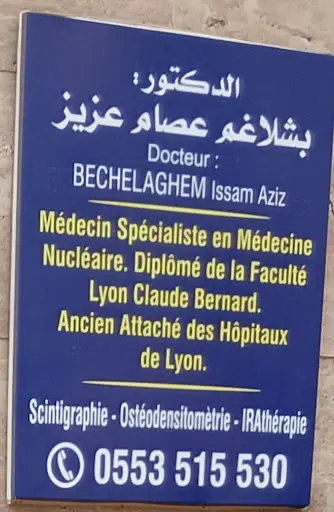 الدكتور:
بشلاغم عصام عزيز
Docteur :
BECHELAGHEM Issam Aziz
Médecin Spécialiste en Médecine
Nucléaire. Diplômé de la Faculté
Lyon Claude Bernard.
Ancien Attaché des Hôpitaux
de Lyon.
Scintigraphie - Ostéodensitomètrie - IRAthérapie
0553 515 530